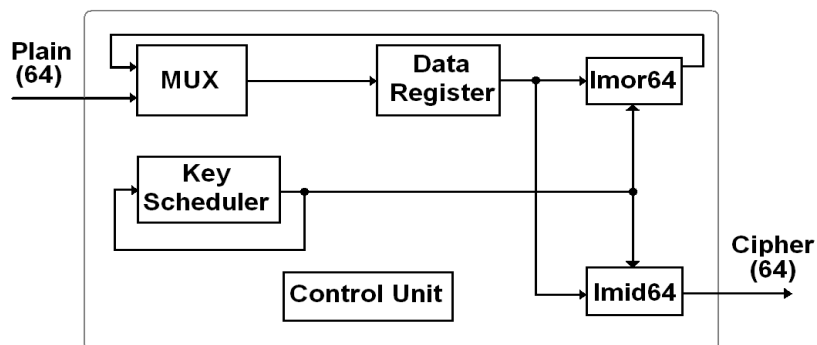 Plain
(64)
MUX
Data
Register
Imor64
Key
Scheduler
Control Unit
Imid64
Cipher
(64)